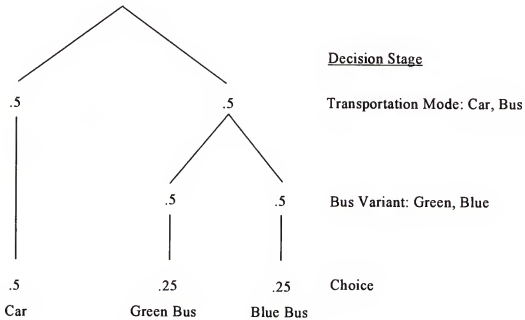 Decision Stage
.5 .5 Transportation Mode: Car, Bus
.5 .5 Bus Variant: Green, Blue
.5 .25 .25 Choice
Car Green Bus Blue Bus